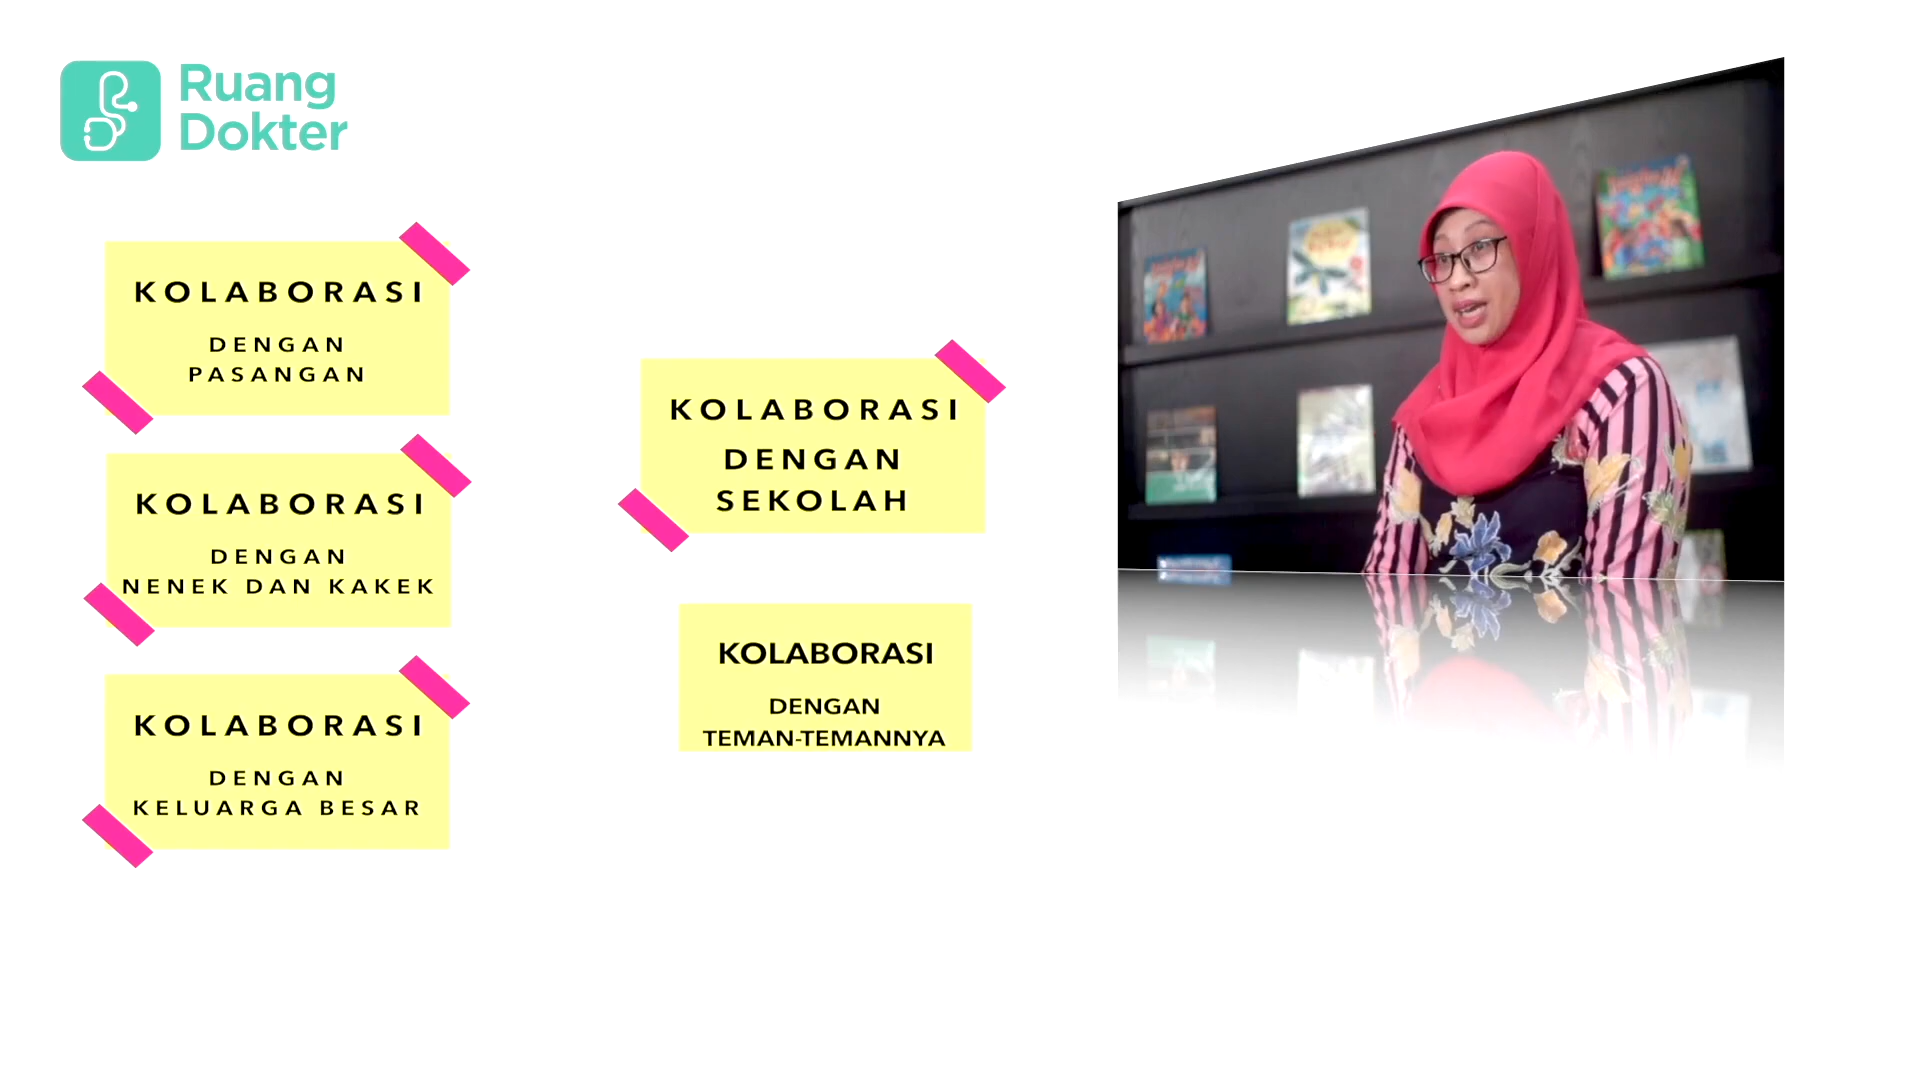 Ruang
Dokter
KOLABORASI
DENGAN
PASANGAN
KOLABORASI
DENGAN
NENEK DAN KAKEK
KOLABORASI
DENGAN
KELUARGA BESAR
KOLABORASI
DENGAN
SEKOLAH
KOLABORASI
DENGAN
TEMAN-TEMANNYA